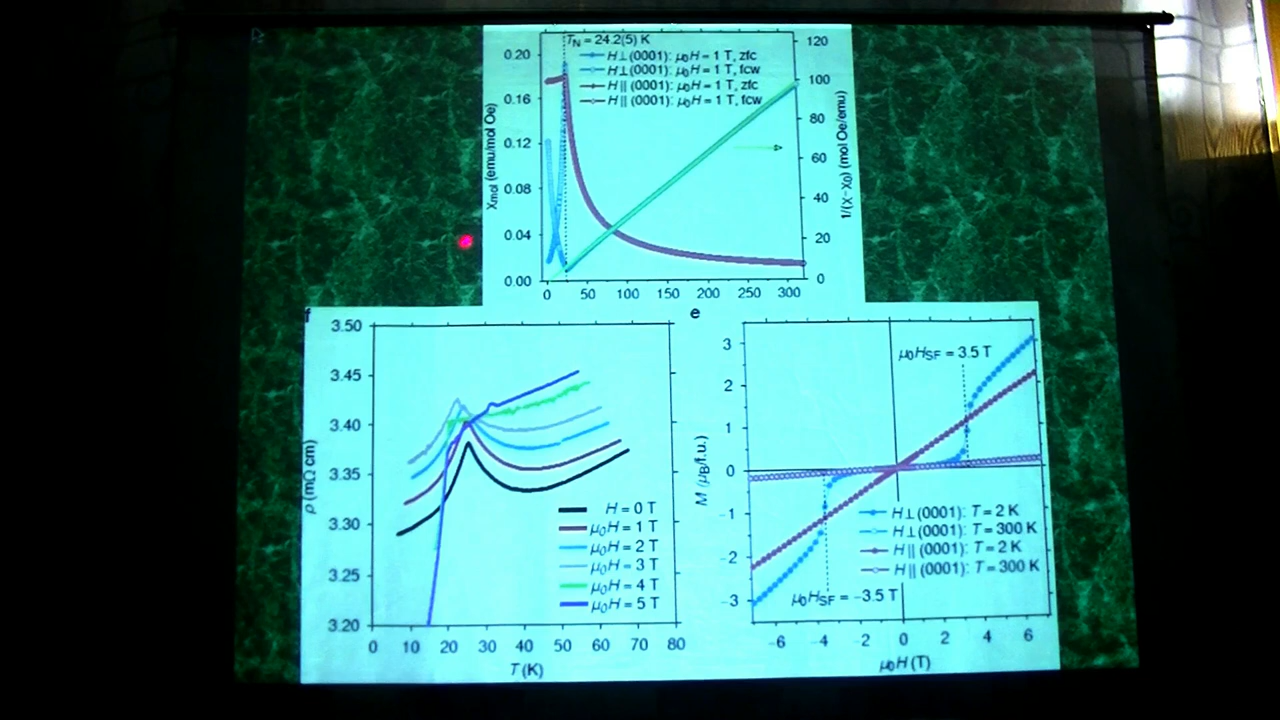 T_N = 24.2(5) K
H⊥(0001): μ₀H = 1 T, zfc
H⊥(0001): μ₀H = 1 T, fcw
H||(0001): μ₀H = 1 T, zfc
H||(0001): μ₀H = 1 T, fcw
χmol (emu/mol Oe)
0.20
0.16
0.12
0.08
0.04
0.00
120
100
80
60
40
20
0
1/(χ-χ₀) (mol Oe/emu)
0 50 100 150 200 250 300
f
3.50
3.45
3.40
3.35
3.30
3.25
3.20
ρ (mΩ cm)
H = 0 T
μ₀H = 1 T
μ₀H = 2 T
μ₀H = 3 T
μ₀H = 4 T
μ₀H = 5 T
0 10 20 30 40 50 60 70 80
T (K)
e
3
2
1
0
-1
-2
-3
M (μB/f.u.)
μ₀H_SF = 3.5 T
H⊥(0001): T = 2 K
H⊥(0001): T = 300 K
H||(0001): T = 2 K
H||(0001): T = 300 K
μ₀H_SF = -3.5 T
-6 -4 -2 0 2 4 6
μ₀H (T)